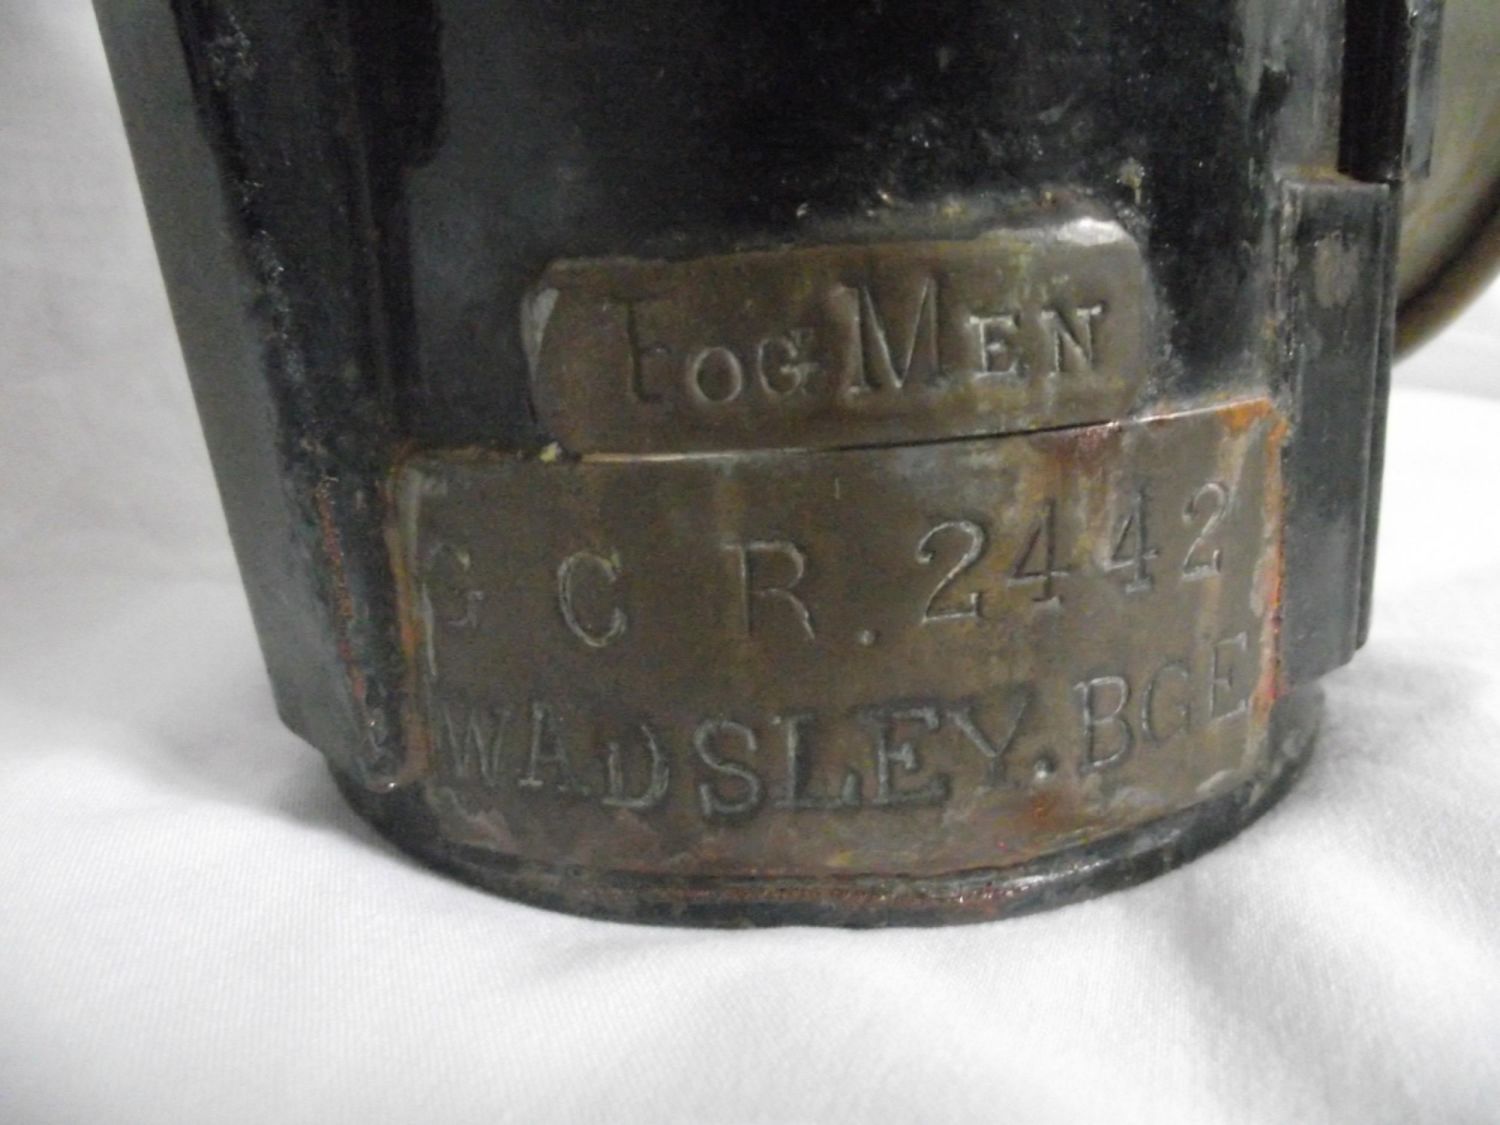 FOG MEN
G C R. 2442
WADSLEY. BGE